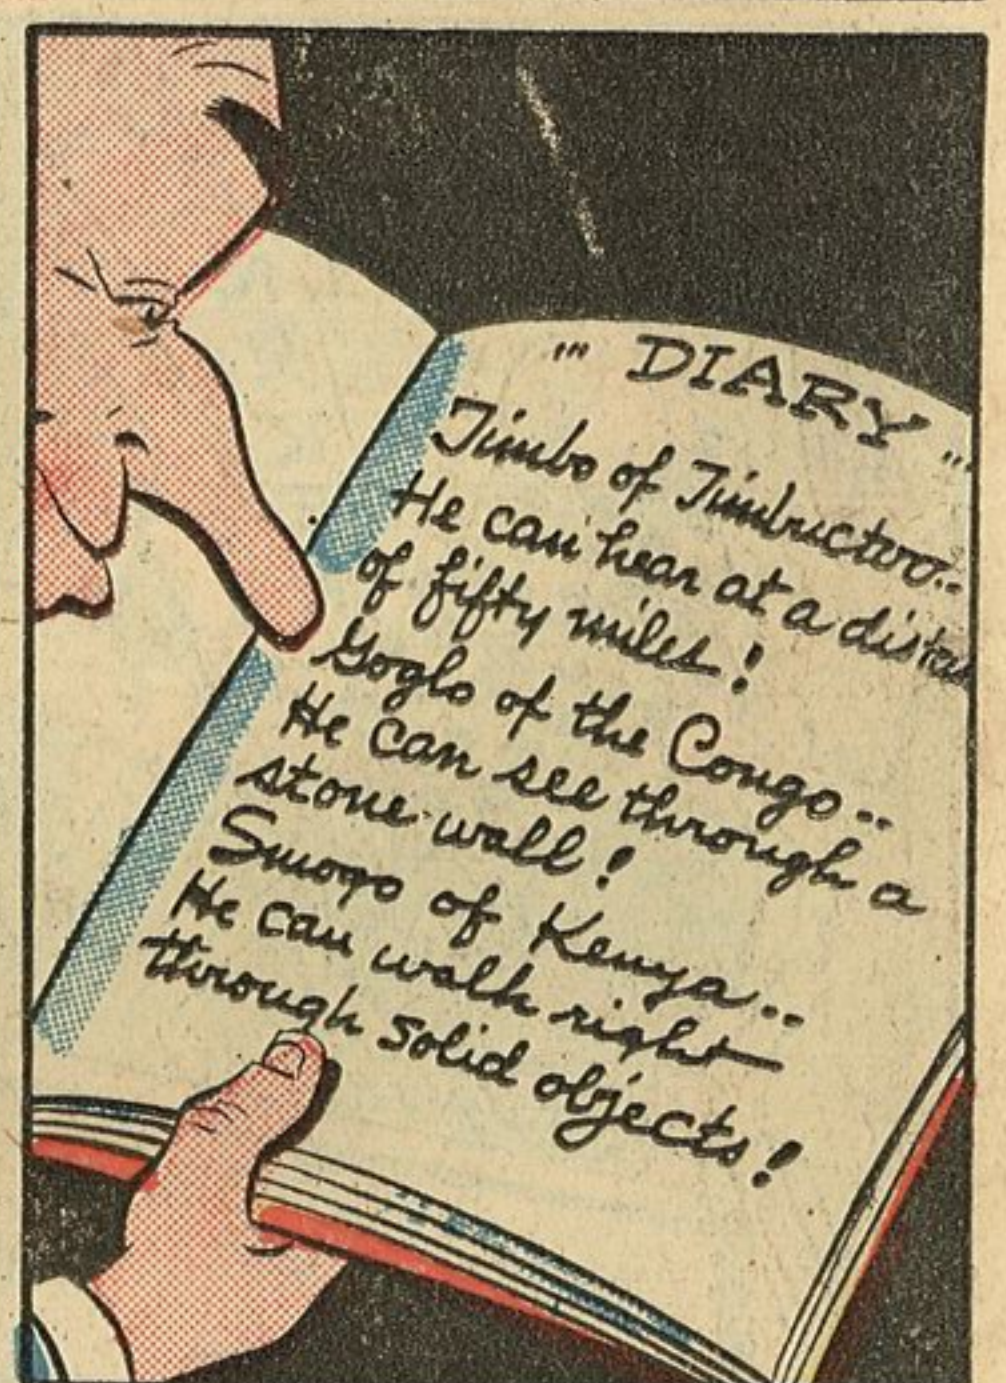 "' DIARY "'
Jimbo of Jimbuctoo..
He can hear at a distan
of fifty miles!
Goglo of the Congo..
He can see through a
stone wall!
Smogo of Kenya..
He can walk right
through solid objects!